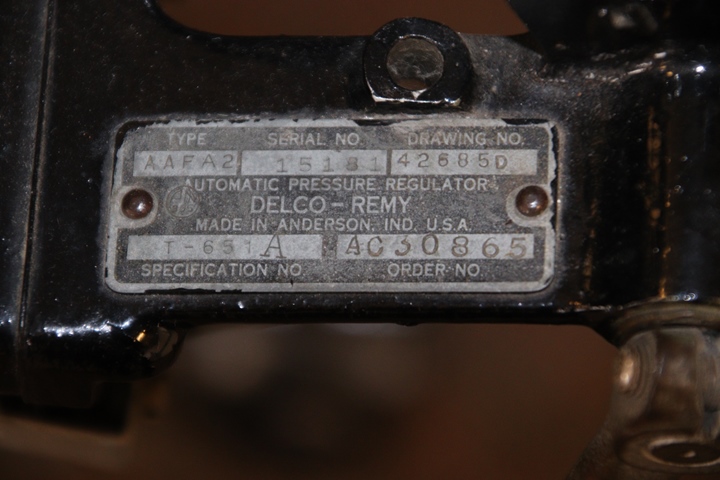 TYPE SERIAL NO. DRAWING NO.
AAFA2 15181 42685D
AUTOMATIC PRESSURE REGULATOR
DELCO-REMY
MADE IN ANDERSON, IND. U.S.A.
T-651A AC30865
SPECIFICATION NO. ORDER NO.